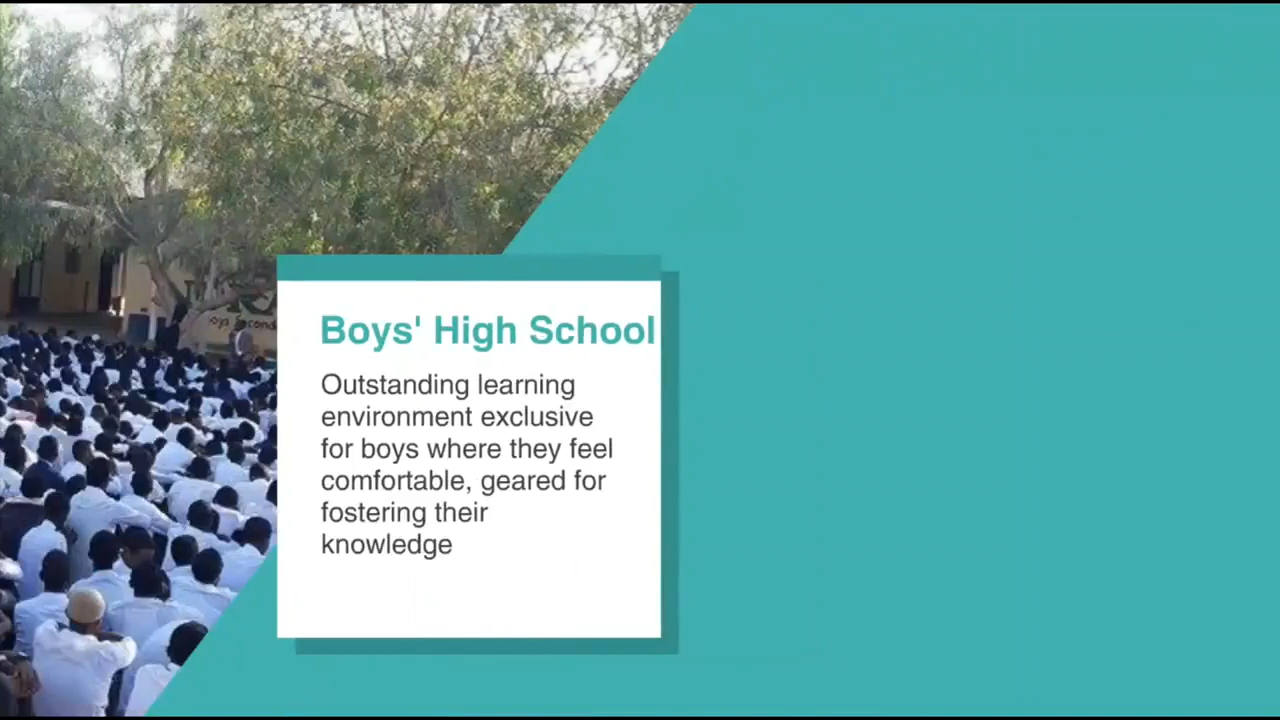 Boys' High School
Outstanding learning
environment exclusive
for boys where they feel
comfortable, geared for
fostering their
knowledge